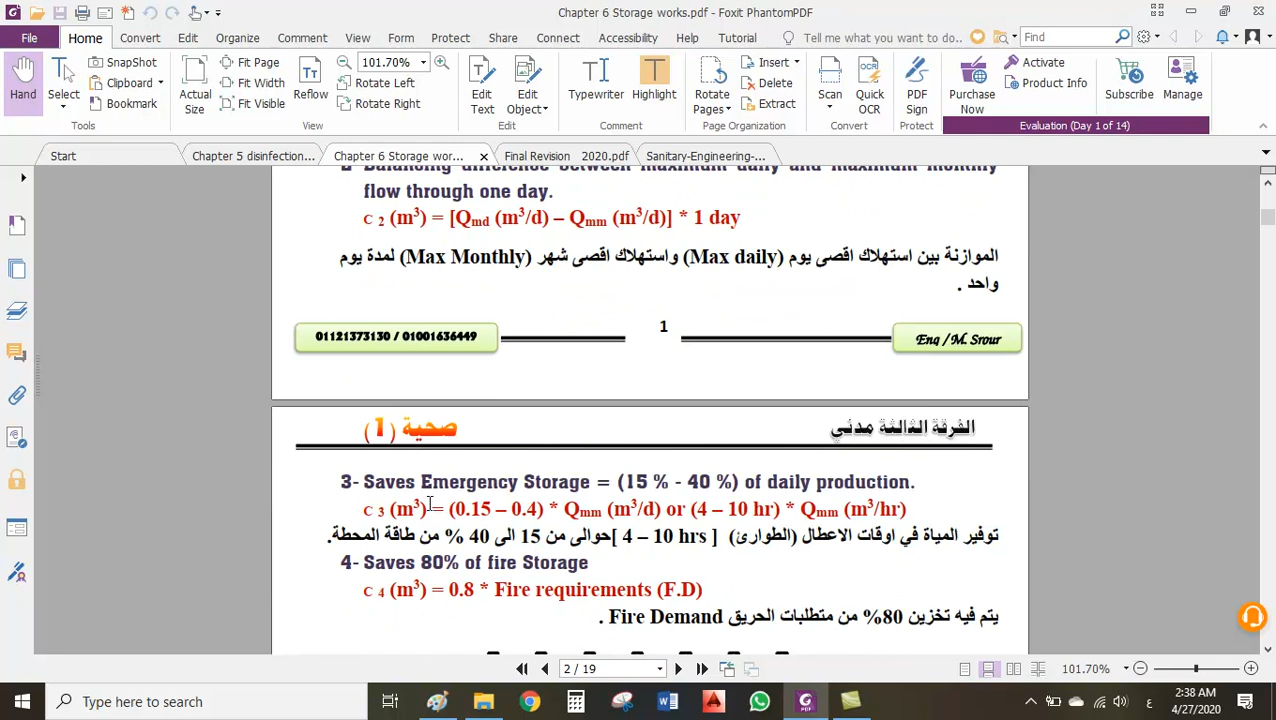 Chapter 6 Storage works.pdf - Foxit PhantomPDF
File Home Convert Edit Organize Comment View Form Protect Share Connect Accessibility Help Tutorial Tell me what you want to do... Find
Hand
Select
SnapShot
Clipboard
Bookmark
Tools
Actual Size
Fit Page
Fit Width
Fit Visible
Reflow
101.70%
Rotate Left
Rotate Right
View
Edit Text
Edit Object
Edit
Typewriter
Highlight
Comment
Rotate Pages
Insert
Delete
Extract
Page Organization
Scan
Quick OCR
Convert
PDF Sign
Protect
Purchase Now
Activate
Product Info
Subscribe
Manage
Evaluation (Day 1 of 14)
Start Chapter 5 disinfection... Chapter 6 Storage wor... Final Revision 2020.pdf Sanitary-Engineering-...
2- Balancing difference between maximum daily and maximum monthly
flow through one day.
C 2 (m³) = [Qmd (m³/d) – Qmm (m³/d)] * 1 day
الموازنة بين استهلاك اقصى يوم (Max daily) واستهلاك اقصى شهر (Max Monthly) لمدة يوم
واحد .
01121373130 / 01001636449 1 Eng / M. Srour
صحية (1) الفرقة الثالثة مدني
3- Saves Emergency Storage = (15 % - 40 %) of daily production.
C 3 (m³) = (0.15 – 0.4) * Qmm (m³/d) or (4 – 10 hr) * Qmm (m³/hr)
توفير المياة في اوقات الاعطال (الطوارئ) [ 4 – 10 hrs ]حوالى من 15 الى 40 % من طاقة المحطة.
4- Saves 80% of fire Storage
C 4 (m³) = 0.8 * Fire requirements (F.D)
يتم فيه تخزين 80% من متطلبات الحريق Fire Demand .
2 / 19 101.70%
Type here to search
ع
2:38 AM
4/27/2020